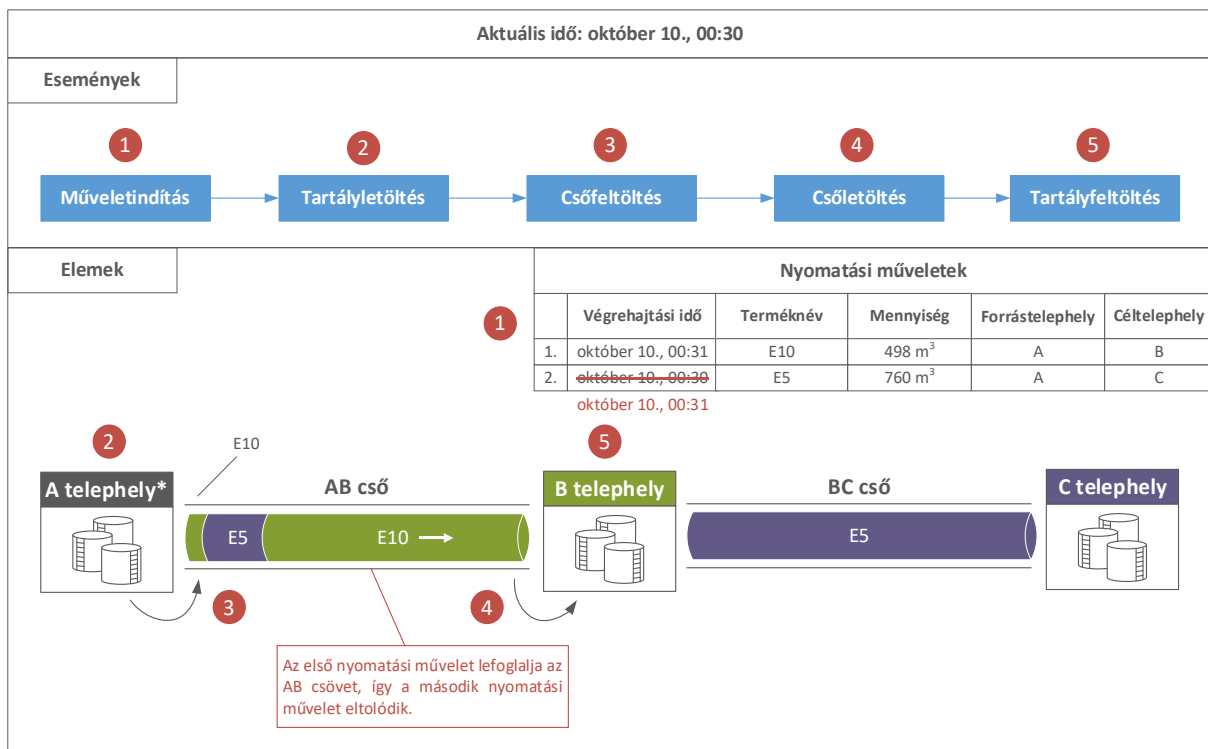 Aktuális idő: október 10., 00:30
Események
1 2 3 4 5
Műveletindítás Tartályletöltés Csőfeltöltés Csőletöltés Tartályfeltöltés
Elemek
Nyomatási műveletek
1
Végrehajtási idő Terméknév Mennyiség Forrástelephely Céltelephely
1. október 10., 00:31 E10 498 m³ A B
2. október 10., 00:30 E5 760 m³ A C
október 10., 00:31
2 E10 5
A telephely* AB cső B telephely BC cső C telephely
E5 E10 E5
3 4
Az első nyomatási művelet lefoglalja az
AB csövet, így a második nyomatási
művelet eltolódik.